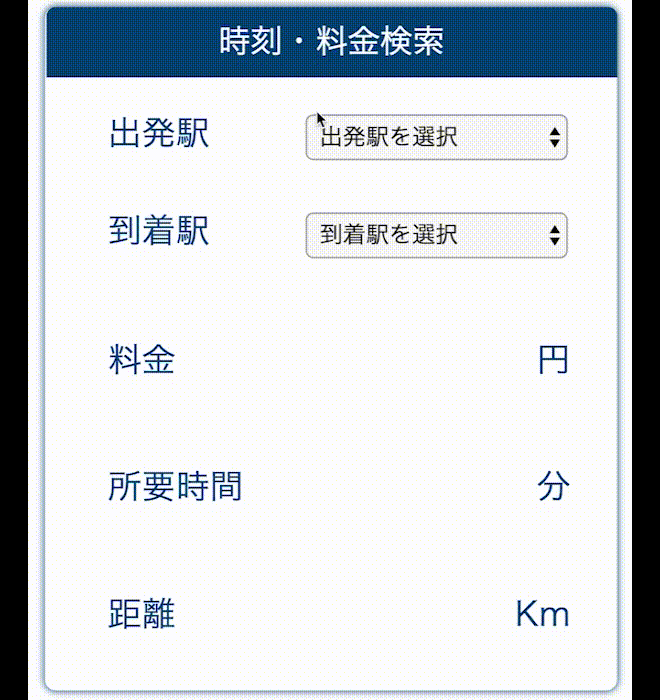 時刻・料金検索
出発駅 出発駅を選択
到着駅 到着駅を選択
料金 円
所要時間 分
距離 Km